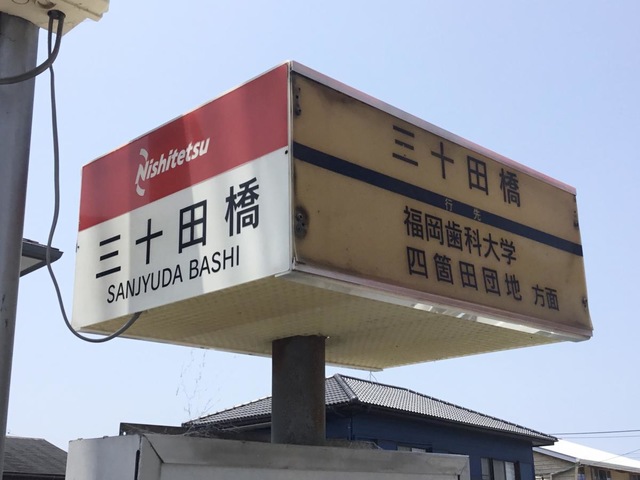 Nishitetsu
三十田橋
SANJYUDA BASHI
三十田橋
行先
福岡歯科大学
四箇田団地 方面